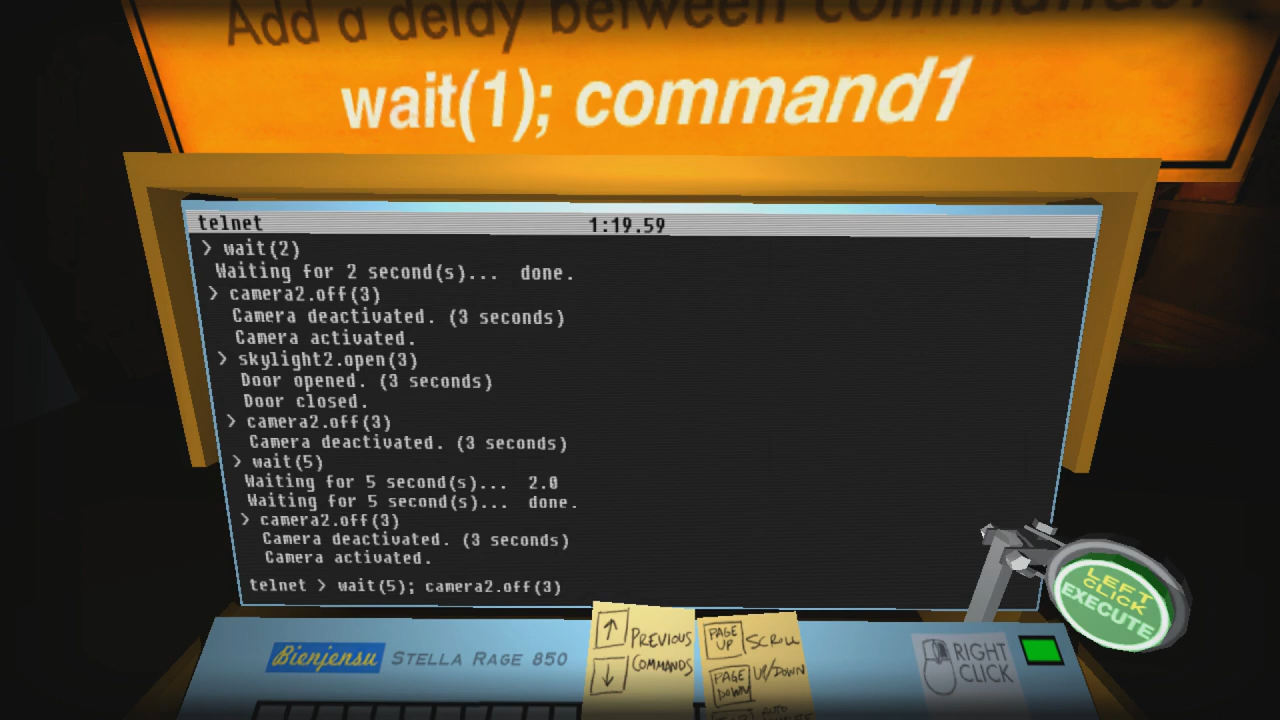 Add a delay between commands:
wait(1); command1
telnet
1:19.59
> wait(2)
Waiting for 2 second(s)... done.
> camera2.off(3)
Camera deactivated. (3 seconds)
Camera activated.
> skylight2.open(3)
Door opened. (3 seconds)
Door closed.
> camera2.off(3)
Camera deactivated. (3 seconds)
> wait(5)
Waiting for 5 second(s)... 2.0
Waiting for 5 second(s)... done.
> camera2.off(3)
Camera deactivated. (3 seconds)
Camera activated.
telnet > wait(5); camera2.off(3)
LEFT
CLICK
EXECUTE
Bienjensu STELLA RAGE 850
↑ PREVIOUS
↓ COMMANDS
PAGE UP SCROLL
PAGE DOWN UP/DOWN
RIGHT
CLICK